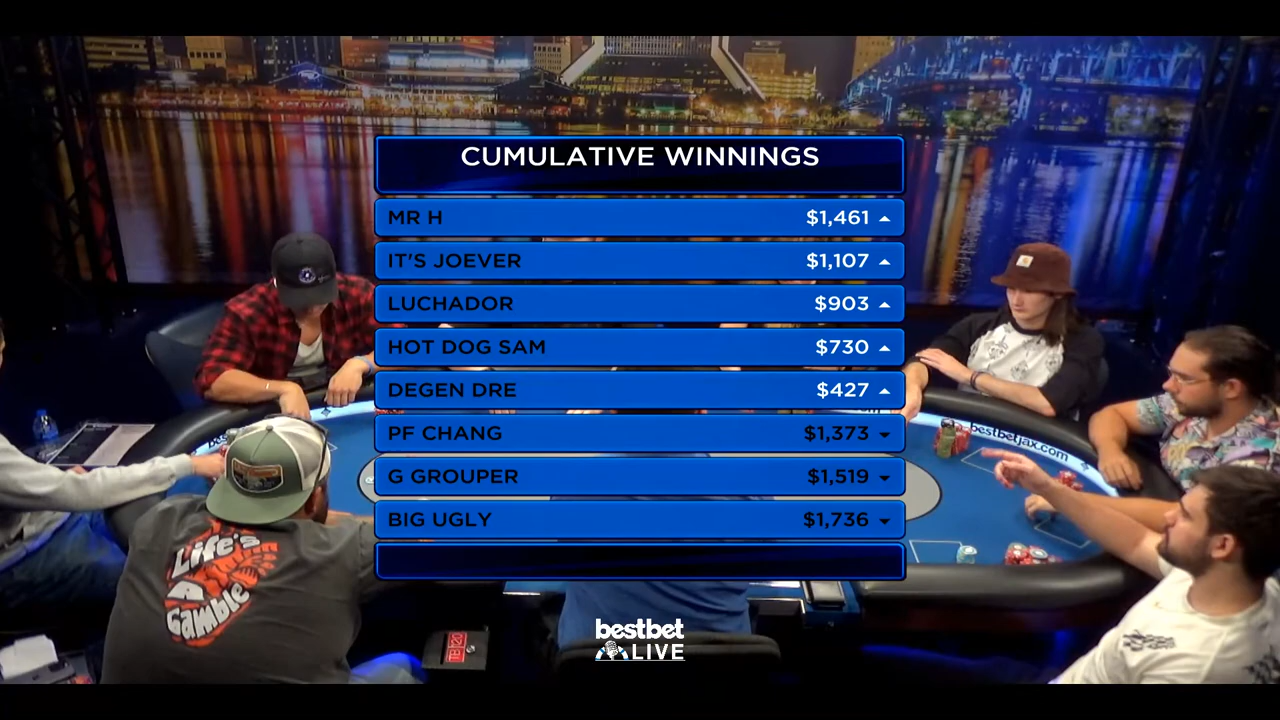 CUMULATIVE WINNINGS
MR H $1,461 ▲
IT'S JOEVER $1,107 ▲
LUCHADOR $903 ▲
HOT DOG SAM $730 ▲
DEGEN DRE $427 ▲
PF CHANG $1,373 ▼
G GROUPER $1,519 ▼
BIG UGLY $1,736 ▼
bestbetjax.com
Life's
A
Gamble
bestbet
LIVE